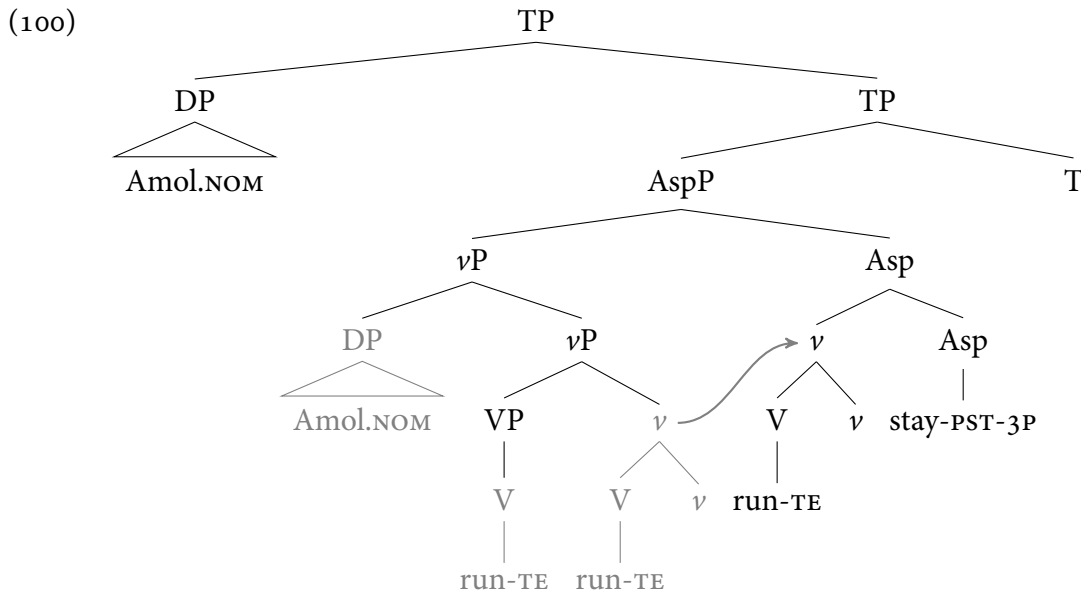 (100) TP
DP TP
Amol.NOM AspP T
vP Asp
DP vP v Asp
Amol.NOM VP v V v stay-PST-3P
V V v run-TE
run-TE run-TE